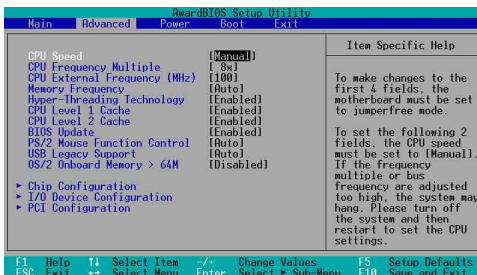 AwardBIOS Setup Utility
Main Advanced Power Boot Exit
CPU Speed [Manual]
CPU Frequency Multiple [ 8x]
CPU External Frequency (MHz) [100]
Memory Frequency [Auto]
Hyper-Threading Technology [Enabled]
CPU Level 1 Cache [Enabled]
CPU Level 2 Cache [Enabled]
BIOS Update [Enabled]
PS/2 Mouse Function Control [Auto]
USB Legacy Support [Auto]
OS/2 Onboard Memory > 64M [Disabled]
▶ Chip Configuration
▶ I/O Device Configuration
▶ PCI Configuration
Item Specific Help
To make changes to the
first 4 fields, the
motherboard must be set
to jumperfree mode.
To set the following 2
fields, the CPU speed
must be set to [Manual].
If the frequency
multiple or bus
frequency are adjusted
too high, the system may
hang. Please turn off
the system and then
restart to set the CPU
settings.
F1 Help ↑↓ Select Item -/+ Change Values F5 Setup Defaults
ESC Exit ↔ Select Menu Enter Select ▶ Sub-Menu F10 Save and Exit